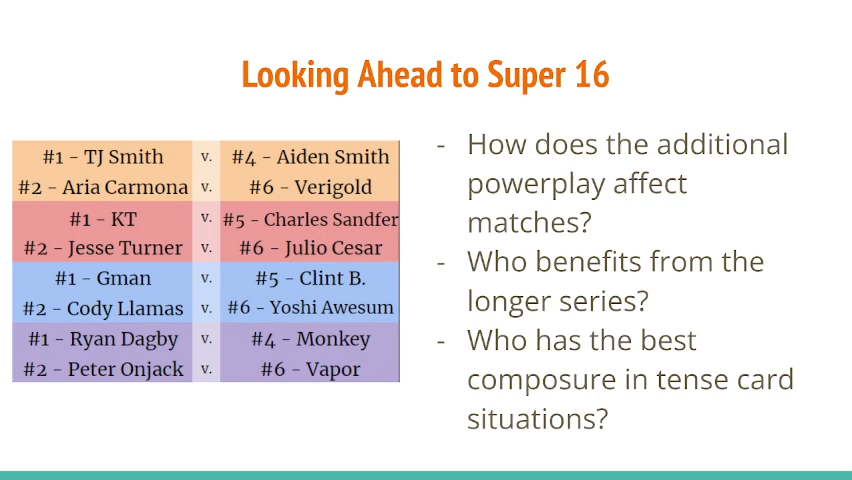 Looking Ahead to Super 16
#1 - TJ Smith v. #4 - Aiden Smith
#2 - Aria Carmona v. #6 - Verigold
#1 - KT v. #5 - Charles Sandfer
#2 - Jesse Turner v. #6 - Julio Cesar
#1 - Gman v. #5 - Clint B.
#2 - Cody Llamas v. #6 - Yoshi Awesum
#1 - Ryan Dagby v. #4 - Monkey
#2 - Peter Onjack v. #6 - Vapor
- How does the additional
powerplay affect
matches?
- Who benefits from the
longer series?
- Who has the best
composure in tense card
situations?